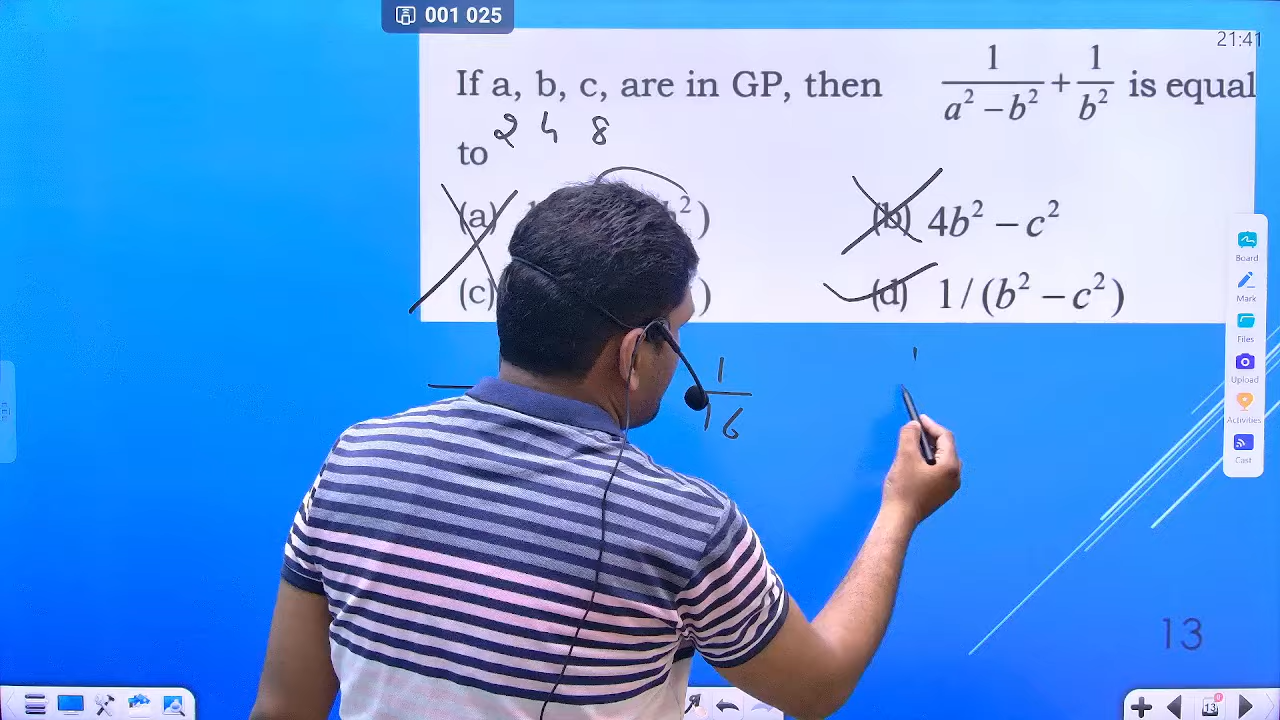 001 025
21:41
If a, b, c, are in GP, then 1/(a² − b²) + 1/b² is equal
to
2 4 8
(a)
²)
(b) 4b² − c²
(c)
)
(d) 1 / (b² − c²)
1/16
Board
Mark
Files
Upload
Activities
Cast
13
13